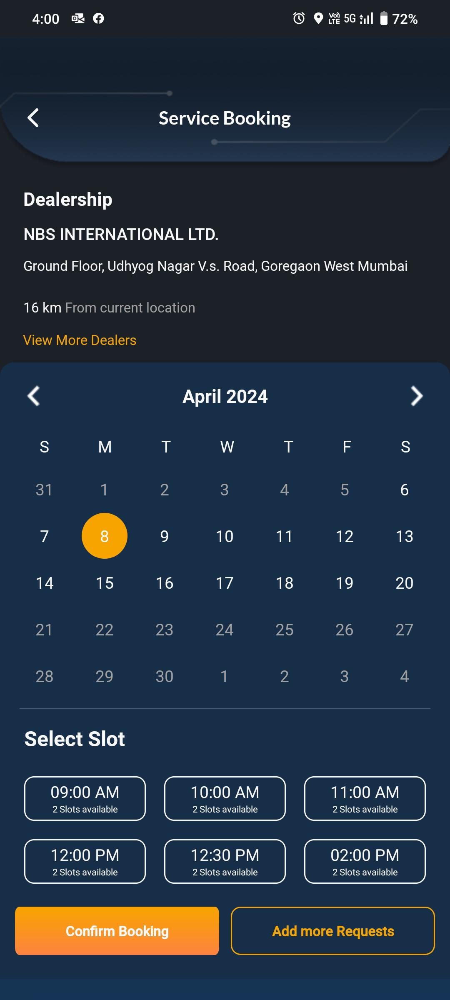 4:00 VoLTE 5G 72%
Service Booking
Dealership
NBS INTERNATIONAL LTD.
Ground Floor, Udhyog Nagar V.s. Road, Goregaon West Mumbai
16 km From current location
View More Dealers
April 2024
S M T W T F S
31 1 2 3 4 5 6
7 8 9 10 11 12 13
14 15 16 17 18 19 20
21 22 23 24 25 26 27
28 29 30 1 2 3 4
Select Slot
09:00 AM 10:00 AM 11:00 AM
2 Slots available 2 Slots available 2 Slots available
12:00 PM 12:30 PM 02:00 PM
2 Slots available 2 Slots available 2 Slots available
Confirm Booking Add more Requests